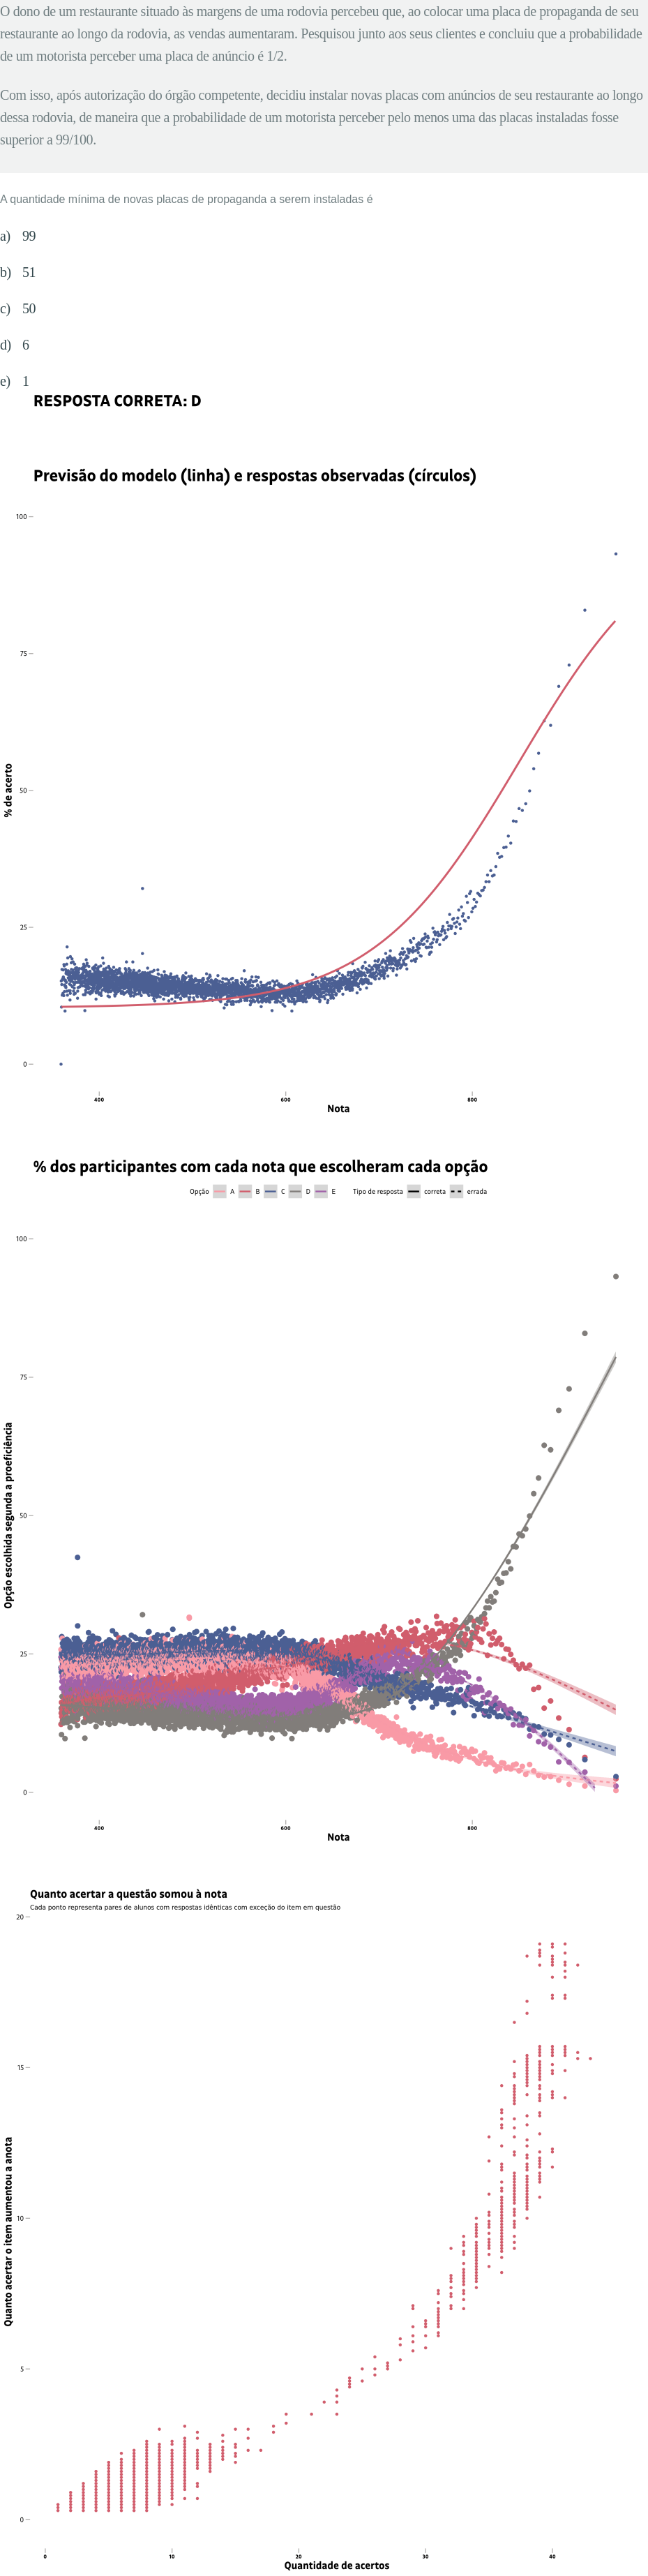 O dono de um restaurante situado às margens de uma rodovia percebeu que, ao colocar uma placa de propaganda de seu
restaurante ao longo da rodovia, as vendas aumentaram. Pesquisou junto aos seus clientes e concluiu que a probabilidade
de um motorista perceber uma placa de anúncio é 1/2.
Com isso, após autorização do órgão competente, decidiu instalar novas placas com anúncios de seu restaurante ao longo
dessa rodovia, de maneira que a probabilidade de um motorista perceber pelo menos uma das placas instaladas fosse
superior a 99/100.
A quantidade mínima de novas placas de propaganda a serem instaladas é
a) 99
b) 51
c) 50
d) 6
e) 1
RESPOSTA CORRETA: D
Previsão do modelo (linha) e respostas observadas (círculos)
100
75
50
25
0
% de acerto
400 600 800
Nota
% dos participantes com cada nota que escolheram cada opção
Opção A B C D E Tipo de resposta correta errada
100
75
50
25
0
Opção escolhida segunda a proeficiência
400 600 800
Nota
Quanto acertar a questão somou à nota
Cada ponto representa pares de alunos com respostas idênticas com exceção do item em questão
20
15
10
5
0
Quanto acertar o item aumentou a anota
0 10 20 30 40
Quantidade de acertos